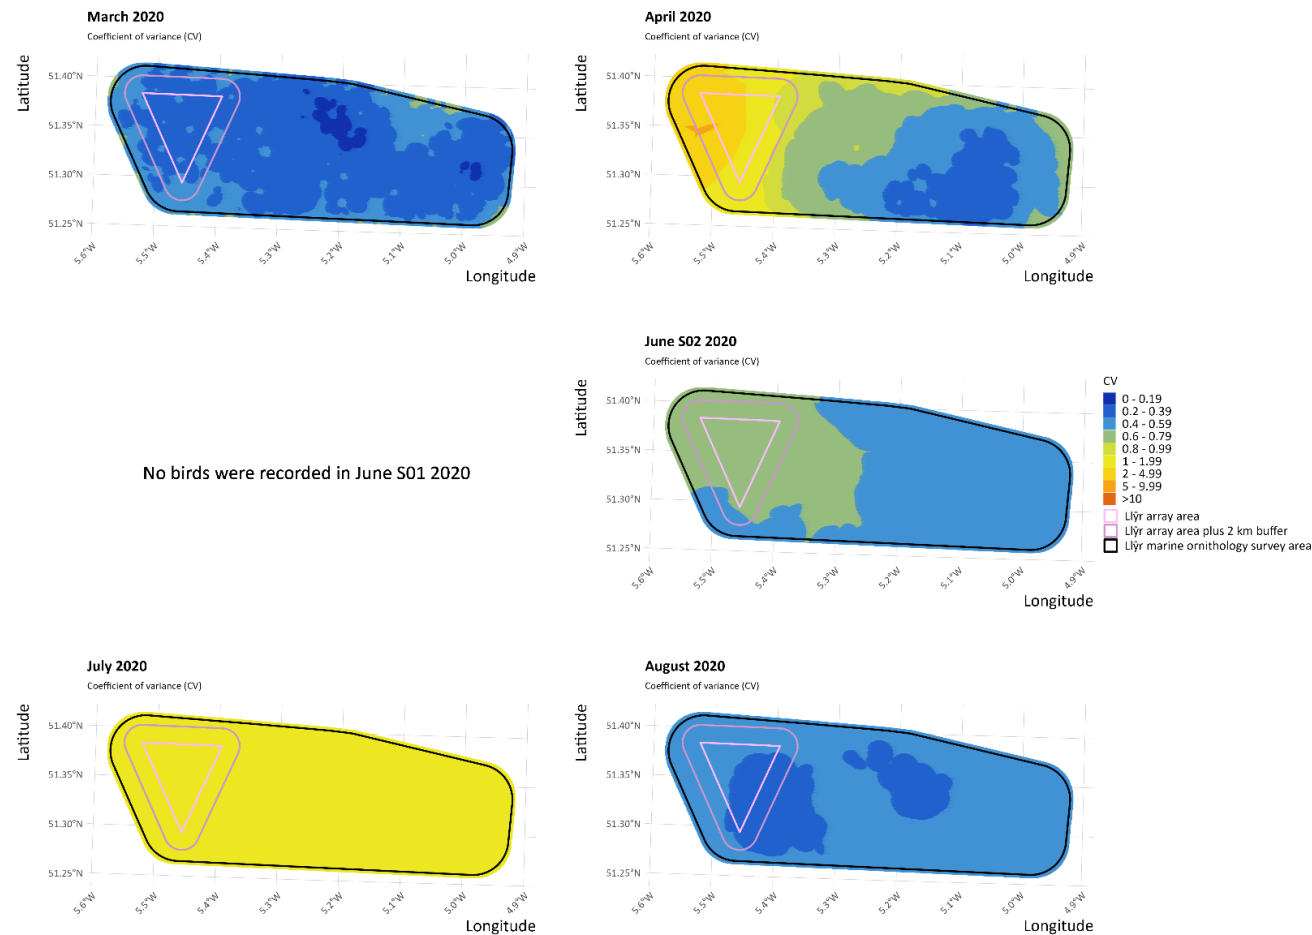 March 2020
Coefficient of variance (CV)
Latitude
51.40°N
51.35°N
51.30°N
51.25°N
5.6°W
5.5°W
5.4°W
5.3°W
5.2°W
5.1°W
5.0°W
4.9°W
Longitude
April 2020
Coefficient of variance (CV)
Latitude
51.40°N
51.35°N
51.30°N
51.25°N
5.6°W
5.5°W
5.4°W
5.3°W
5.2°W
5.1°W
5.0°W
4.9°W
Longitude
No birds were recorded in June S01 2020
June S02 2020
Coefficient of variance (CV)
Latitude
51.40°N
51.35°N
51.30°N
51.25°N
5.6°W
5.5°W
5.4°W
5.3°W
5.2°W
5.1°W
5.0°W
4.9°W
Longitude
CV
0 - 0.19
0.2 - 0.39
0.4 - 0.59
0.6 - 0.79
0.8 - 0.99
1 - 1.99
2 - 4.99
5 - 9.99
>10
Llŷr array area
Llŷr array area plus 2 km buffer
Llŷr marine ornithology survey area
July 2020
Coefficient of variance (CV)
Latitude
51.40°N
51.35°N
51.30°N
51.25°N
5.6°W
5.5°W
5.4°W
5.3°W
5.2°W
5.1°W
5.0°W
4.9°W
Longitude
August 2020
Coefficient of variance (CV)
Latitude
51.40°N
51.35°N
51.30°N
51.25°N
5.6°W
5.5°W
5.4°W
5.3°W
5.2°W
5.1°W
5.0°W
4.9°W
Longitude